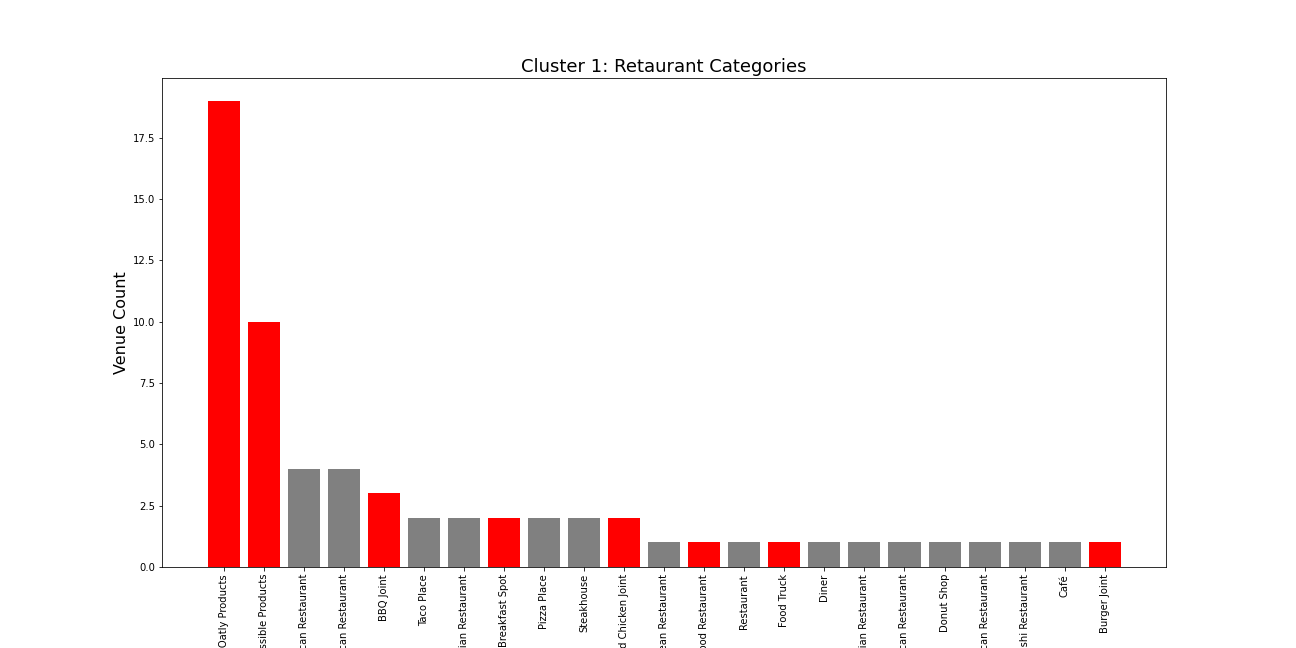 Cluster 1: Retaurant Categories
Venue Count
17.5
15.0
12.5
10.0
7.5
5.0
2.5
0.0
Oatly Products
ssible Products
can Restaurant
can Restaurant
BBQ Joint
Taco Place
ian Restaurant
Breakfast Spot
Pizza Place
Steakhouse
d Chicken Joint
ean Restaurant
ood Restaurant
Restaurant
Food Truck
Diner
ian Restaurant
can Restaurant
Donut Shop
can Restaurant
shi Restaurant
Café
Burger Joint